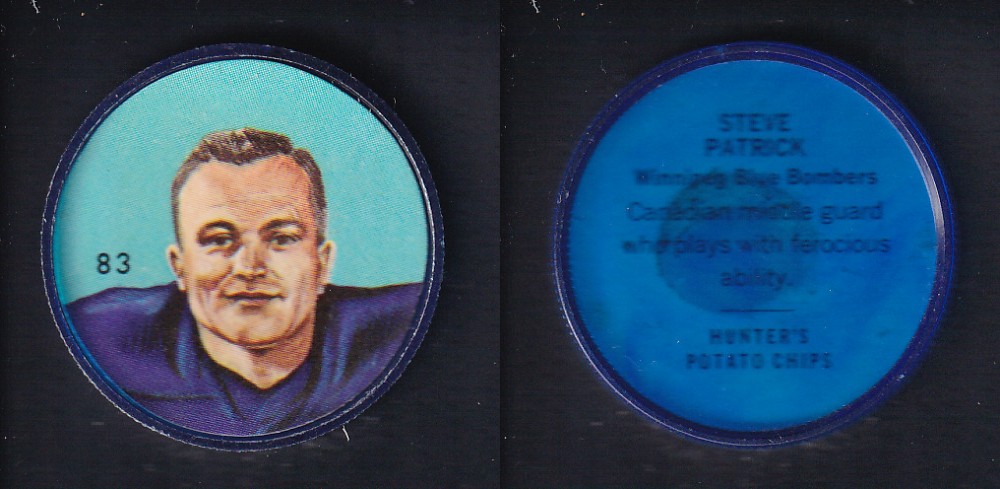 83
STEVE
PATRICK
Winnipeg Blue Bombers
Canadian middle guard
who plays with ferocious
ability.
HUNTER'S
POTATO CHIPS